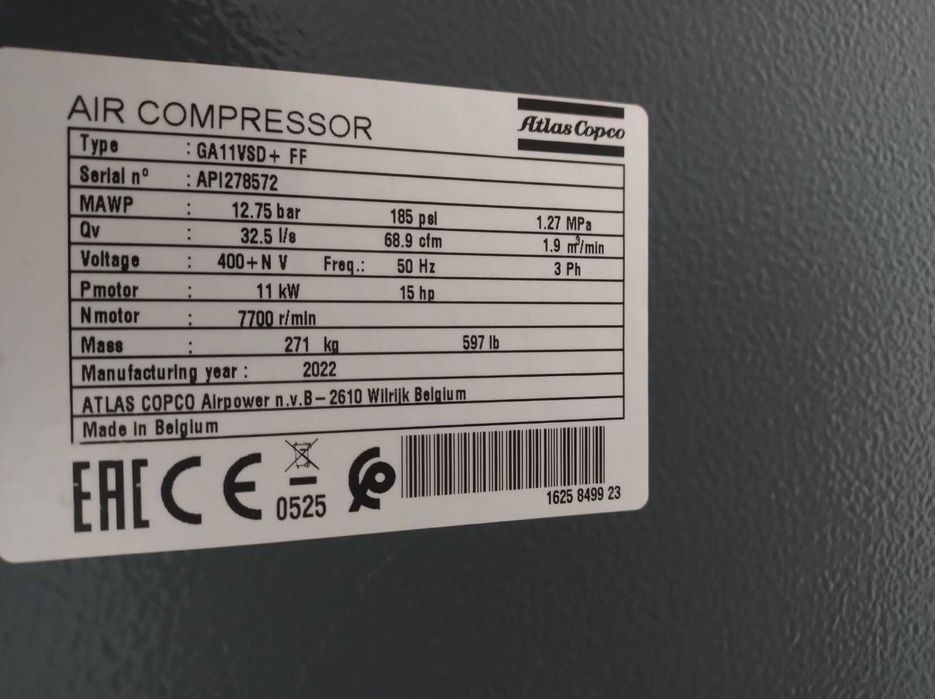 AIR COMPRESSOR
Atlas Copco
Type : GA11VSD+ FF
Serial nº : API278572
MAWP : 12.75 bar 185 psi 1.27 MPa
Qv : 32.5 l/s 68.9 cfm 1.9 m³/min
Voltage : 400+N V Freq.: 50 Hz 3 Ph
Pmotor : 11 kW 15 hp
Nmotor : 7700 r/min
Mass : 271 kg 597 lb
Manufacturing year : 2022
ATLAS COPCO Airpower n.v.B-2610 Wilrijk Belgium
Made in Belgium
EAC CE 0525
1625 8499 23